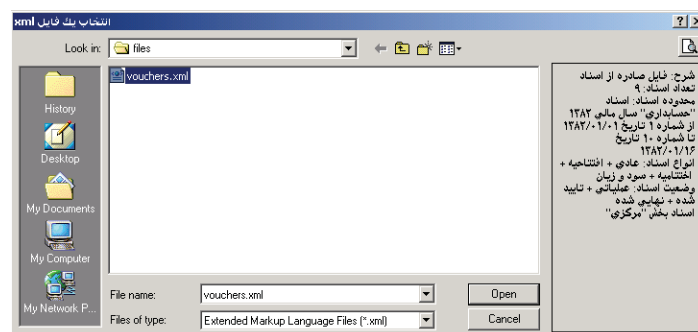 انتخاب یك فایل xml
Look in:
files
vouchers.xml
History
Desktop
My Documents
My Computer
My Network P...
File name:
vouchers.xml
Open
Files of type:
Extended Markup Language Files (*.xml)
Cancel
شرح: فایل صادره از اسناد
تعداد اسناد: ۹
محدوده اسناد: اسناد
"حسابداری" سال مالی ۱۳۸۲
از شماره ۱ تاریخ ۱۳۸۲/۰۱/۰۱
تا شماره ۱۰ تاریخ
۱۳۸۲/۰۱/۱۶
انواع اسناد: عادی + افتتاحیه +
اختتامیه + سود و زیان
وضعیت اسناد: عملیاتی + تایید
شده + نهایی شده
اسناد بخش "مرکزی"